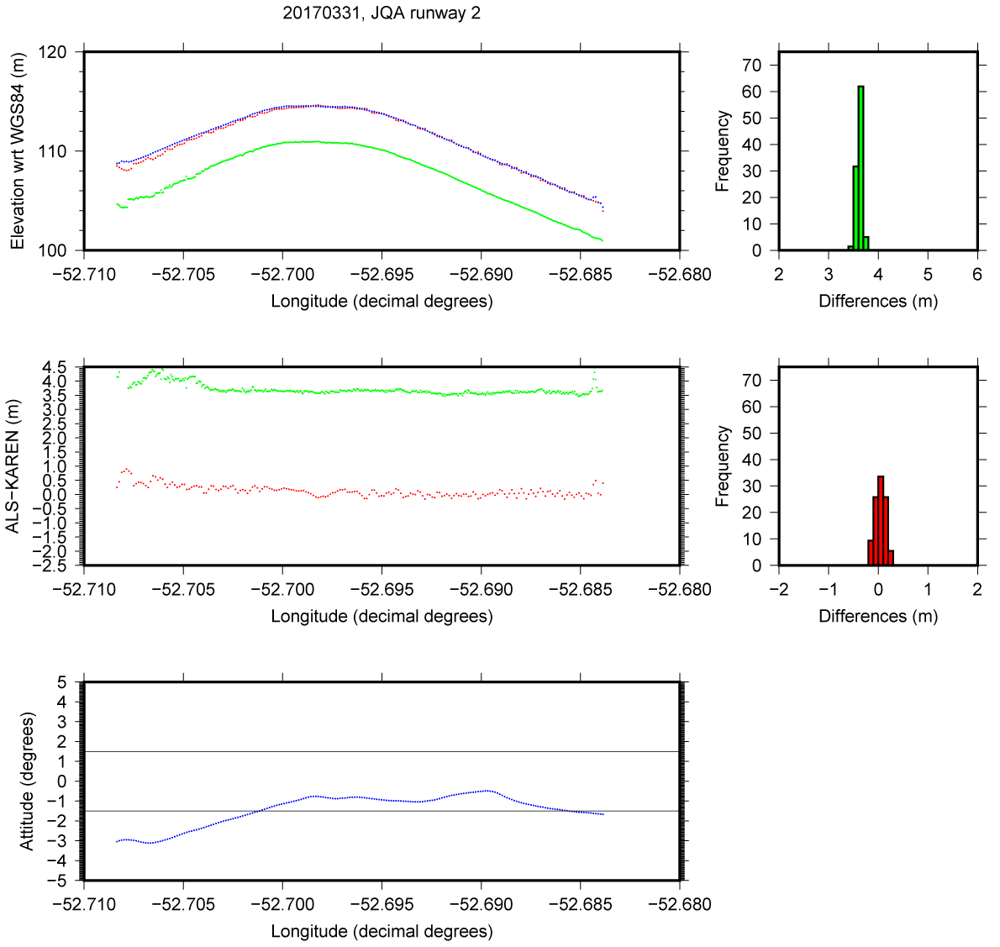 20170331, JQA runway 2
Elevation wrt WGS84 (m)
120
110
100
−52.710 −52.705 −52.700 −52.695 −52.690 −52.685 −52.680
Longitude (decimal degrees)
Frequency
70
60
50
40
30
20
10
0
2 3 4 5 6
Differences (m)
ALS−KAREN (m)
4.5
4.0
3.5
3.0
2.5
2.0
1.5
1.0
0.5
0.0
−0.5
−1.0
−1.5
−2.0
−2.5
−52.710 −52.705 −52.700 −52.695 −52.690 −52.685 −52.680
Longitude (decimal degrees)
Frequency
70
60
50
40
30
20
10
0
−2 −1 0 1 2
Differences (m)
Attitude (degrees)
5
4
3
2
1
0
−1
−2
−3
−4
−5
−52.710 −52.705 −52.700 −52.695 −52.690 −52.685 −52.680
Longitude (decimal degrees)